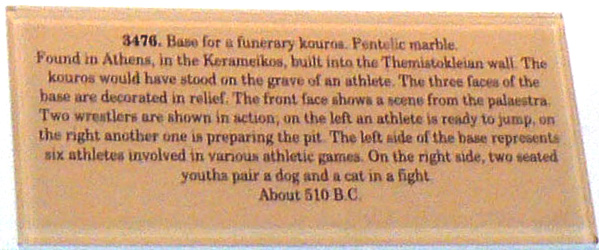 3476. Base for a funerary kouros. Pentelic marble.
Found in Athens, in the Kerameikos, built into the Themistokleian wall. The
kouros would have stood on the grave of an athlete. The three faces of the
base are decorated in relief. The front face shows a scene from the palaestra.
Two wrestlers are shown in action; on the left an athlete is ready to jump, on
the right another one is preparing the pit. The left side of the base represents
six athletes involved in various athletic games. On the right side, two seated
youths pair a dog and a cat in a fight.
About 510 B.C.